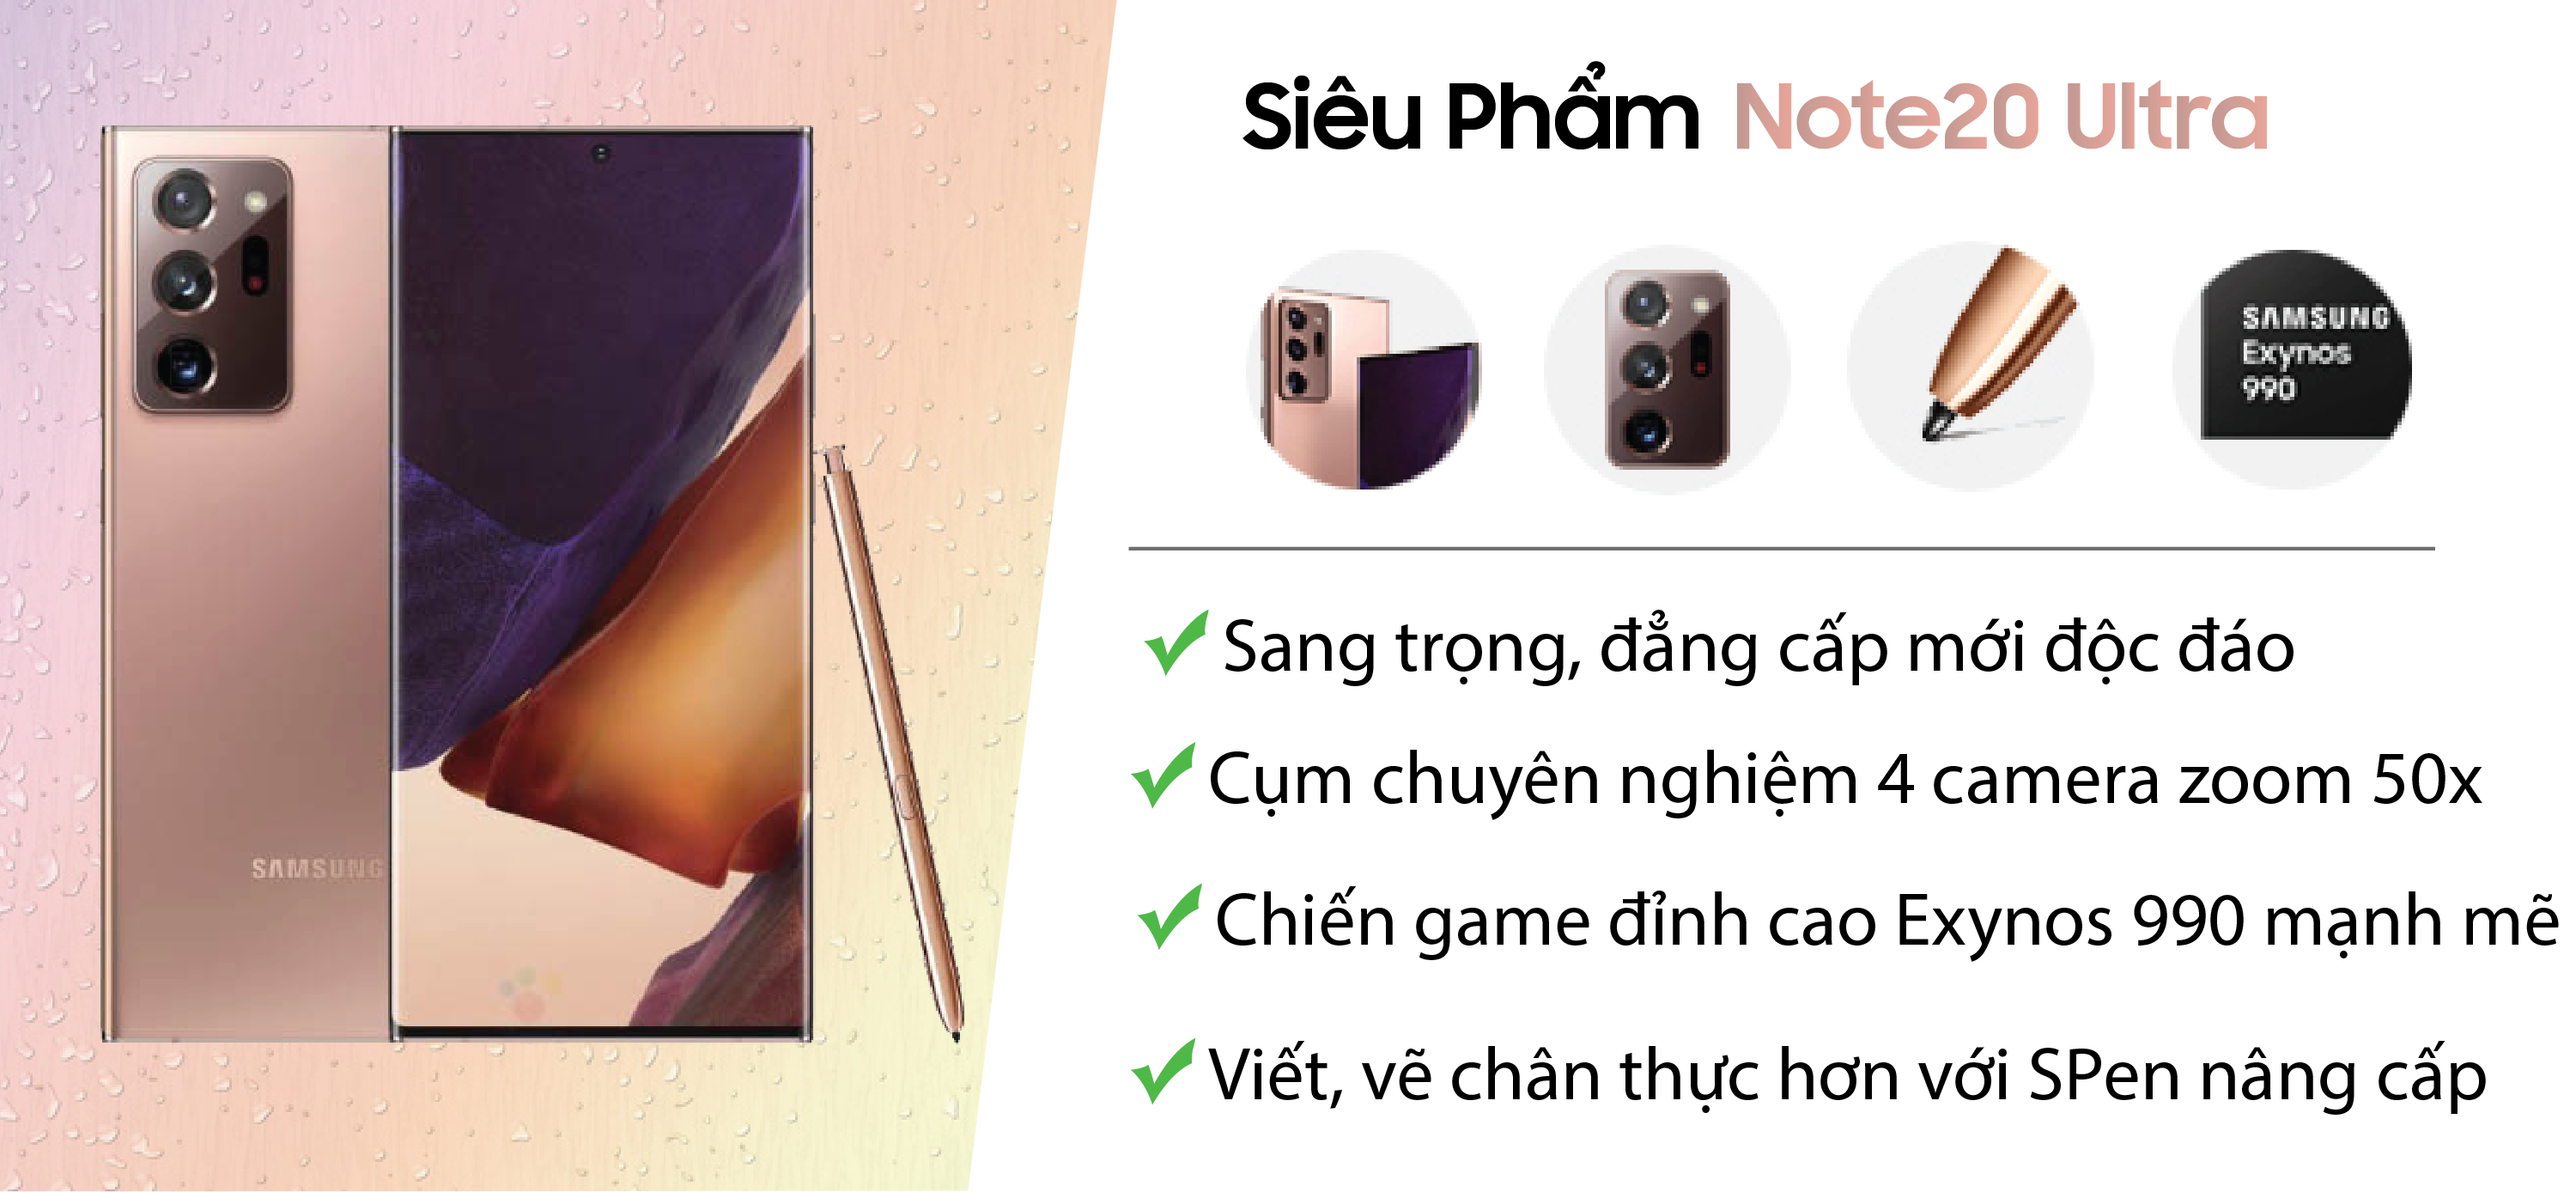 Siêu Phẩm Note20 Ultra
SAMSUNG
Exynos
990
Sang trọng, đẳng cấp mới độc đáo
Cụm chuyên nghiệm 4 camera zoom 50x
Chiến game đỉnh cao Exynos 990 mạnh mẽ
SAMSUNG
Viết, vẽ chân thực hơn với SPen nâng cấp